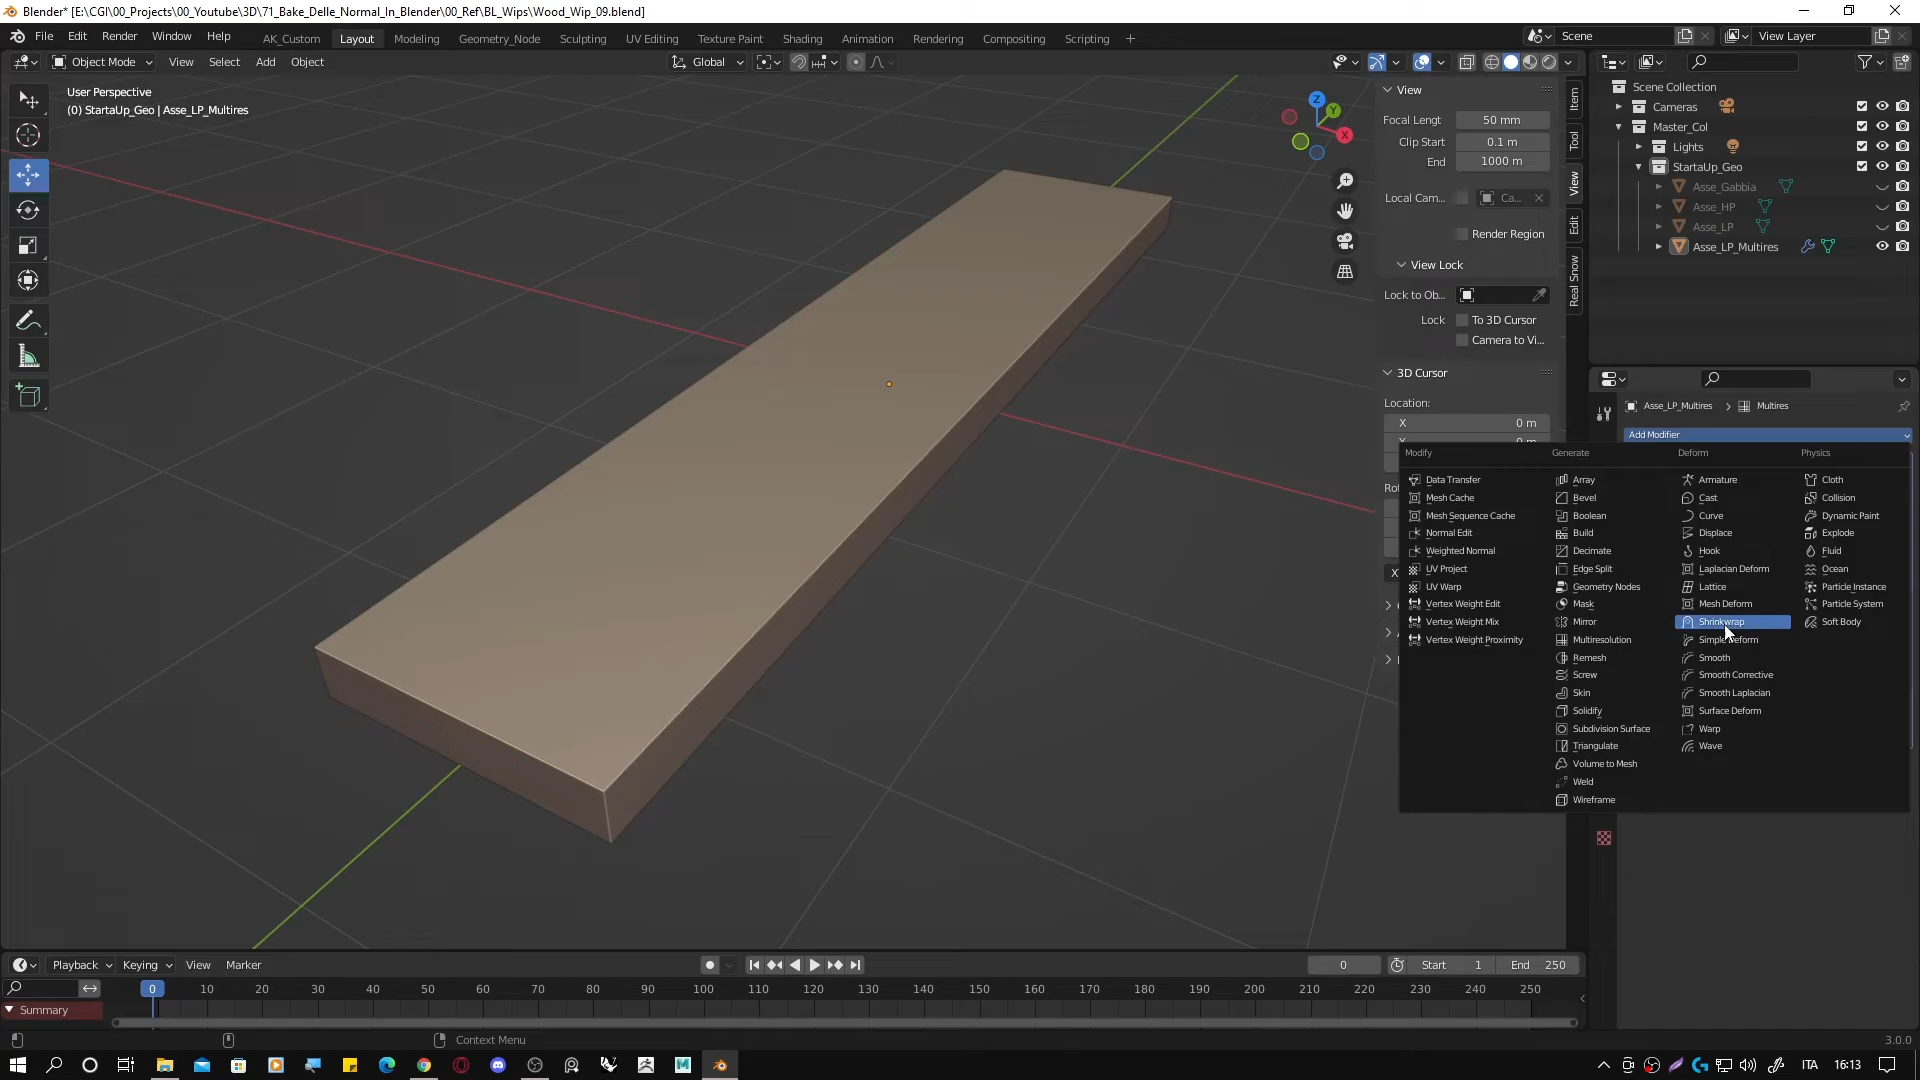 Blender* [E:\CGI\00_Projects\00_Youtube\3D\71_Bake_Delle_Normal_In_Blender\00_Ref\BL_Wips\Wood_Wip_09.blend]
File Edit Render Window Help AK_Custom Layout Modeling Geometry_Node Sculpting UV Editing Texture Paint Shading Animation Rendering Compositing Scripting + Scene View Layer
Object Mode View Select Add Object Global
User Perspective
(0) StartaUp_Geo | Asse_LP_Multires
Z
Y
X
View
Focal Lengt 50 mm
Clip Start 0.1 m
End 1000 m
Local Cam... Ca...
Render Region
View Lock
Lock to Ob...
Lock To 3D Cursor
Camera to Vi...
3D Cursor
Location:
X 0 m
Item
Tool
View
Edit
Real Snow
Scene Collection
Cameras
Master_Col
Lights
StartaUp_Geo
Asse_Gabbia
Asse_HP
Asse_LP
Asse_LP_Multires
Asse_LP_Multires > Multires
Add Modifier
Modify
Data Transfer
Mesh Cache
Mesh Sequence Cache
Normal Edit
Weighted Normal
UV Project
UV Warp
Vertex Weight Edit
Vertex Weight Mix
Vertex Weight Proximity
Generate
Array
Bevel
Boolean
Build
Decimate
Edge Split
Geometry Nodes
Mask
Mirror
Multiresolution
Remesh
Screw
Skin
Solidify
Subdivision Surface
Triangulate
Volume to Mesh
Weld
Wireframe
Deform
Armature
Cast
Curve
Displace
Hook
Laplacian Deform
Lattice
Mesh Deform
Shrinkwrap
Simple Deform
Smooth
Smooth Corrective
Smooth Laplacian
Surface Deform
Warp
Wave
Physics
Cloth
Collision
Dynamic Paint
Explode
Fluid
Ocean
Particle Instance
Particle System
Soft Body
Playback Keying View Marker 0 Start 1 End 250
0 10 20 30 40 50 60 70 80 90 100 110 120 130 140 150 160 170 180 190 200 210 220 230 240 250
Summary
Context Menu 3.0.0
ITA 16:13